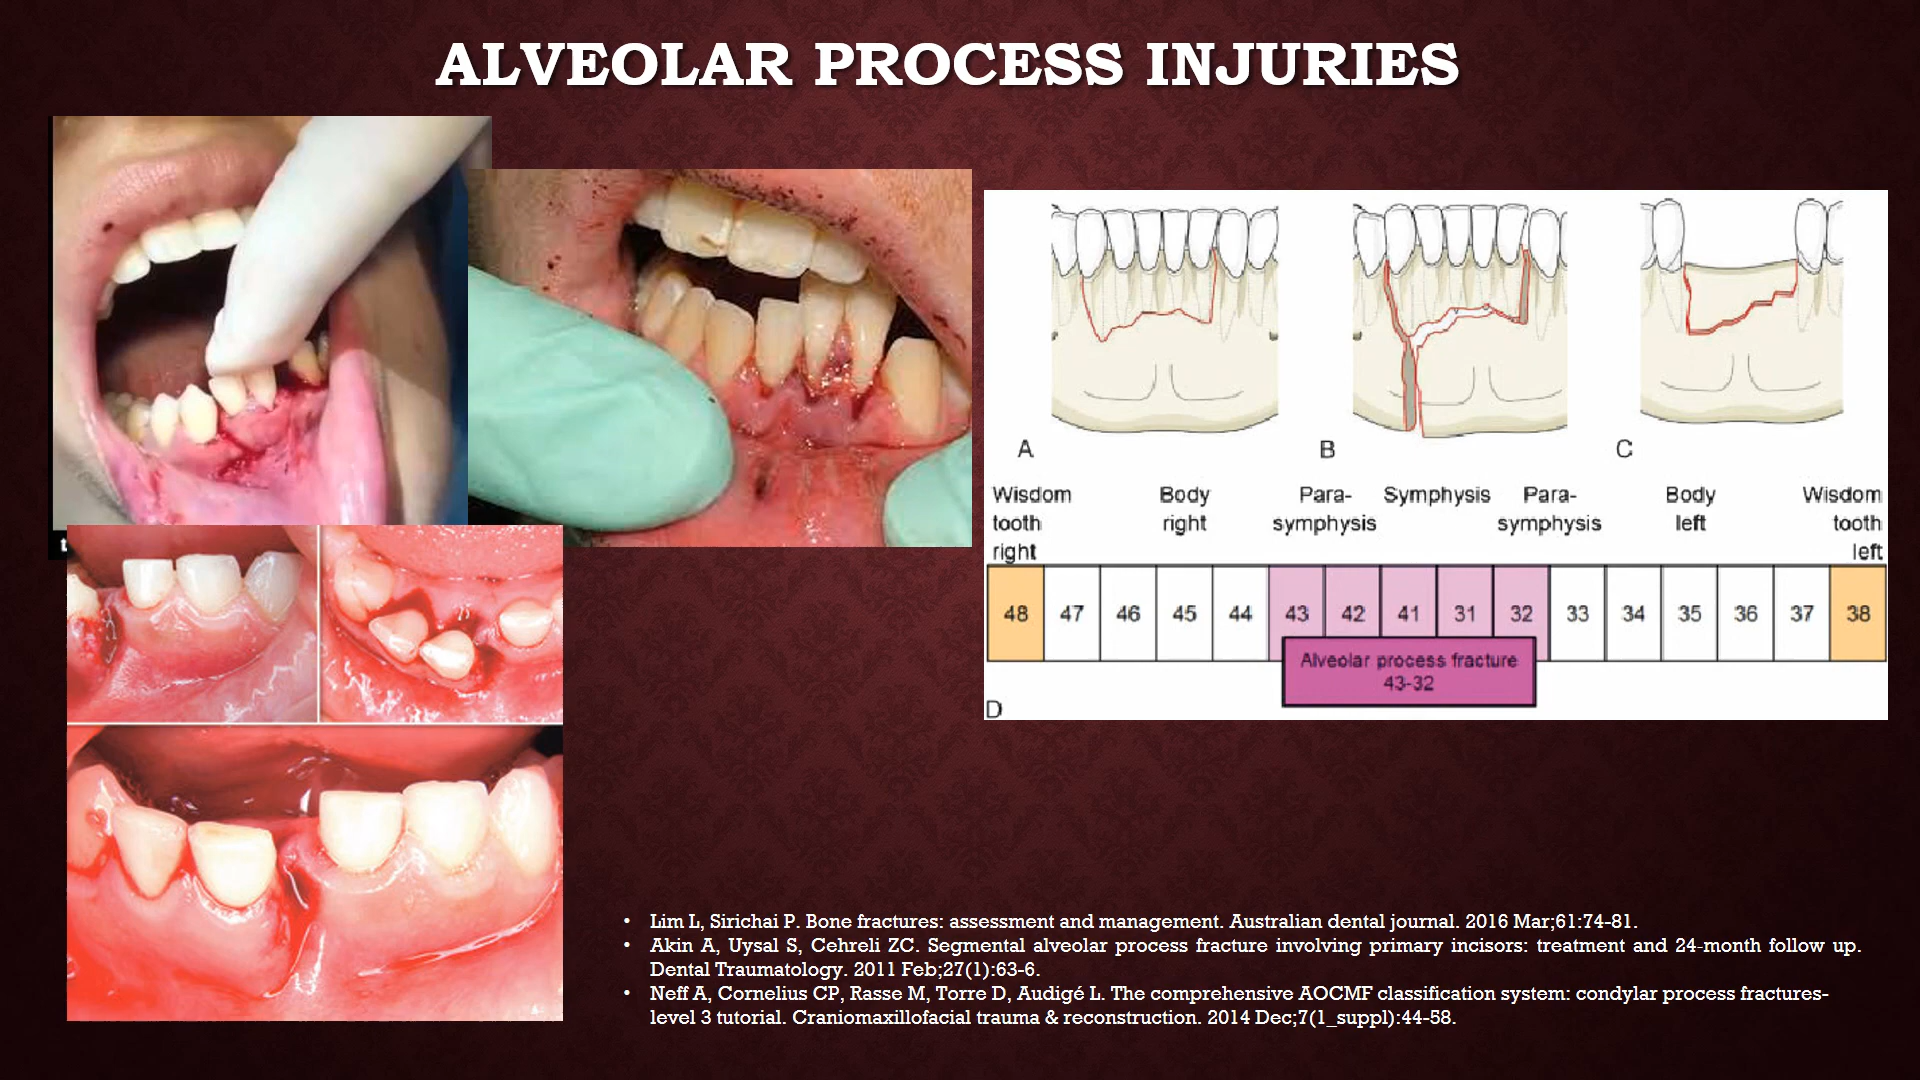 ALVEOLAR PROCESS INJURIES
t
A
B
C
Wisdom tooth right
Body right
Para-symphysis
Symphysis
Para-symphysis
Body left
Wisdom tooth left
48 47 46 45 44 43 42 41 31 32 33 34 35 36 37 38
Alveolar process fracture
43-32
D
• Lim L, Sirichai P. Bone fractures: assessment and management. Australian dental journal. 2016 Mar;61:74-81.
• Akin A, Uysal S, Cehreli ZC. Segmental alveolar process fracture involving primary incisors: treatment and 24-month follow up.
Dental Traumatology. 2011 Feb;27(1):63-6.
• Neff A, Cornelius CP, Rasse M, Torre D, Audigé L. The comprehensive AOCMF classification system: condylar process fractures-
level 3 tutorial. Craniomaxillofacial trauma & reconstruction. 2014 Dec;7(1_suppl):44-58.